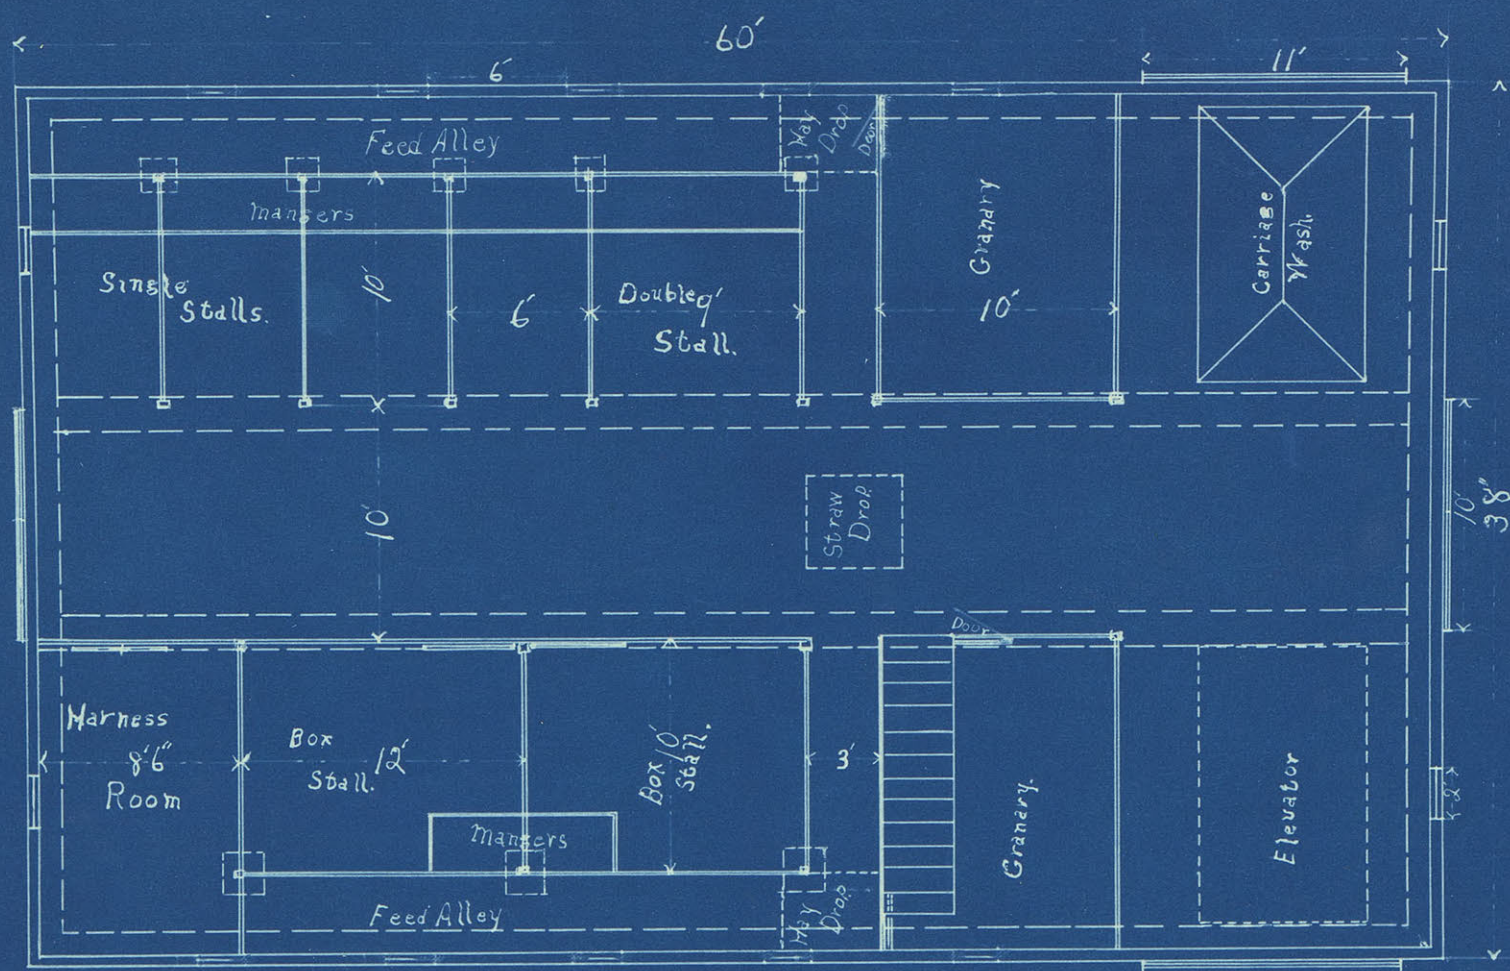 60'
6'
11'
Feed Alley
Hay
Drop
Door
Mangers
Single
Stalls.
10'
6'
Double 9'
Stall.
Granary
10'
Carriage
Wash.
10'
38"
10'
Straw
Drop.
Door
Harness
8'6"
Room
Box
Stall.
12'
Box
10'
Stall.
3'
Mangers
Granary.
Elevator
2'
Feed Alley
Hay
Drop